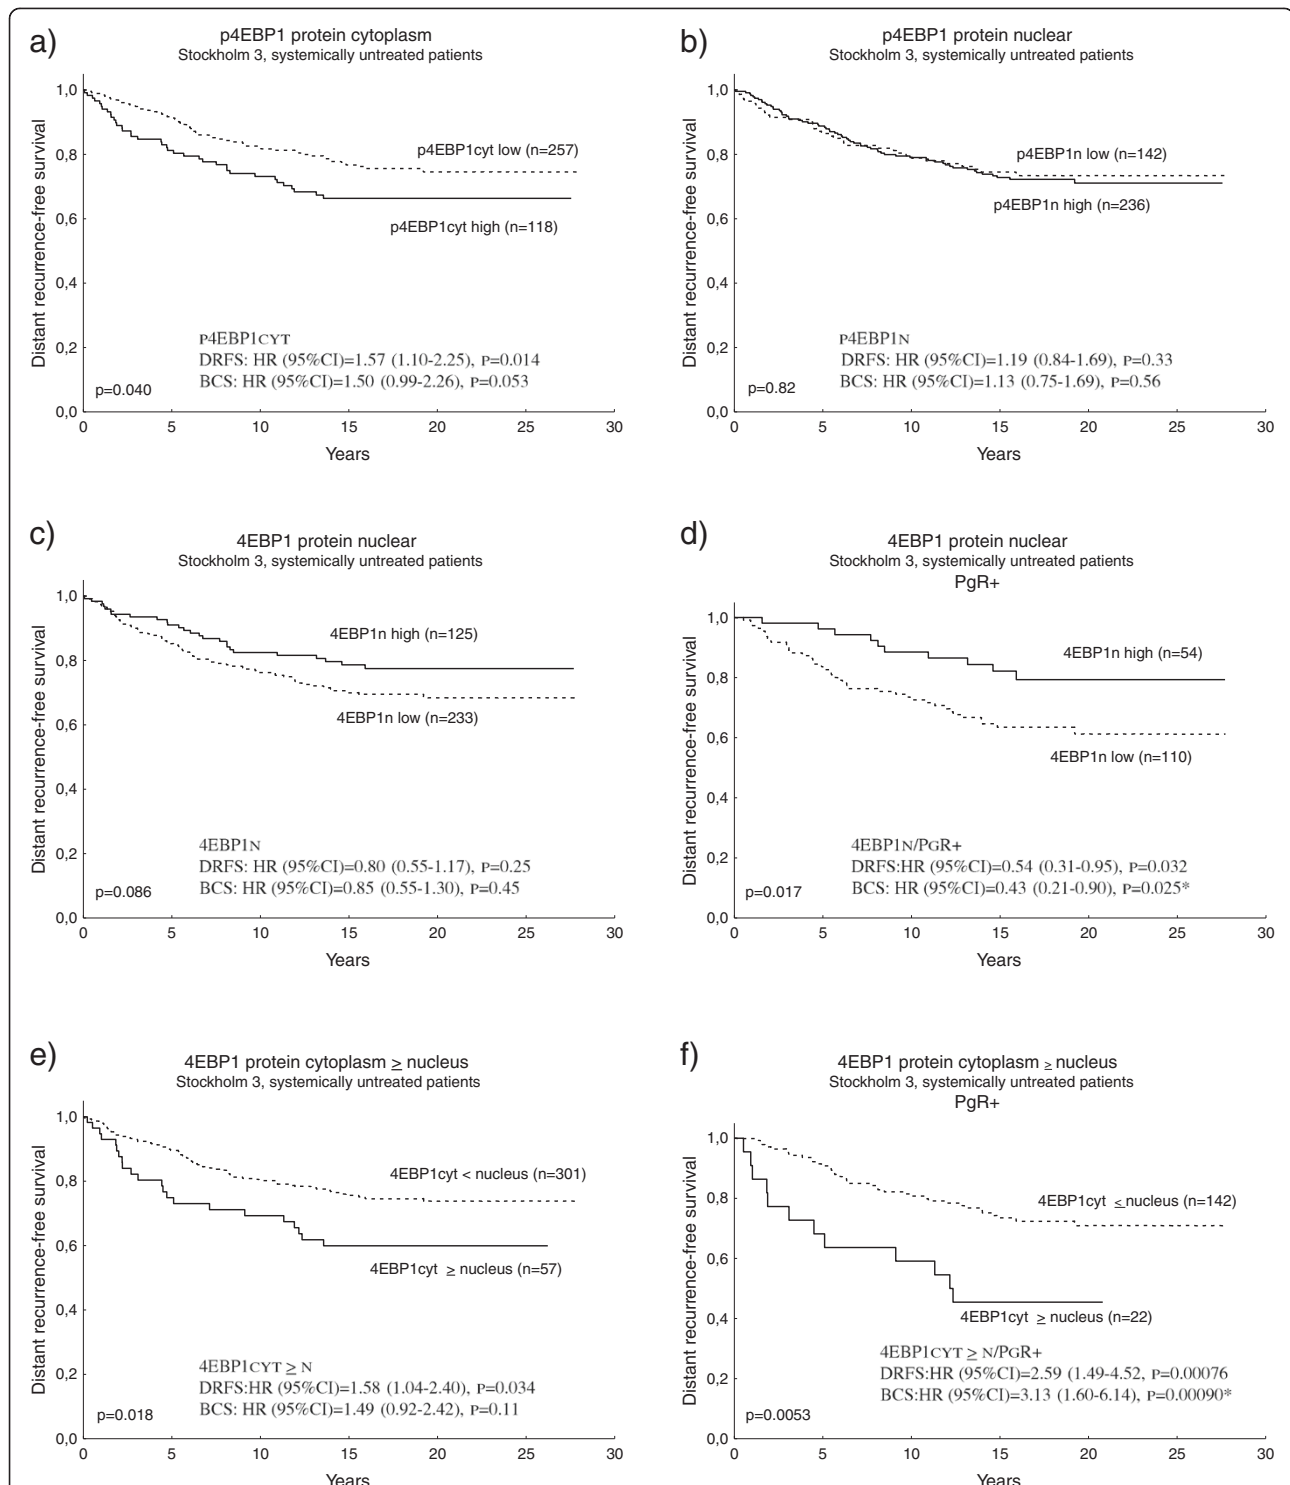 a)
p4EBP1 protein cytoplasm
Stockholm 3, systemically untreated patients
Distant recurrence-free survival
1,0
0,8
0,6
0,4
0,2
0,0
p4EBP1cyt low (n=257)
p4EBP1cyt high (n=118)
P4EBP1CYT
DRFS: HR (95%CI)=1.57 (1.10-2.25), P=0.014
BCS: HR (95%CI)=1.50 (0.99-2.26), P=0.053
p=0.040
0 5 10 15 20 25 30
Years
b)
p4EBP1 protein nuclear
Stockholm 3, systemically untreated patients
Distant recurrence-free survival
1,0
0,8
0,6
0,4
0,2
0,0
p4EBP1n low (n=142)
p4EBP1n high (n=236)
P4EBP1N
DRFS: HR (95%CI)=1.19 (0.84-1.69), P=0.33
BCS: HR (95%CI)=1.13 (0.75-1.69), P=0.56
p=0.82
0 5 10 15 20 25 30
Years
c)
4EBP1 protein nuclear
Stockholm 3, systemically untreated patients
Distant recurrence-free survival
1,0
0,8
0,6
0,4
0,2
0,0
4EBP1n high (n=125)
4EBP1n low (n=233)
4EBP1N
DRFS: HR (95%CI)=0.80 (0.55-1.17), P=0.25
BCS: HR (95%CI)=0.85 (0.55-1.30), P=0.45
p=0.086
0 5 10 15 20 25 30
Years
d)
4EBP1 protein nuclear
Stockholm 3, systemically untreated patients
PgR+
Distant recurrence-free survival
1,0
0,8
0,6
0,4
0,2
0,0
4EBP1n high (n=54)
4EBP1n low (n=110)
4EBP1N/PGR+
DRFS:HR (95%CI)=0.54 (0.31-0.95), P=0.032
BCS: HR (95%CI)=0.43 (0.21-0.90), P=0.025*
p=0.017
0 5 10 15 20 25 30
Years
e)
4EBP1 protein cytoplasm ≥ nucleus
Stockholm 3, systemically untreated patients
Distant recurrence-free survival
1,0
0,8
0,6
0,4
0,2
0,0
4EBP1cyt < nucleus (n=301)
4EBP1cyt ≥ nucleus (n=57)
4EBP1CYT ≥ N
DRFS:HR (95%CI)=1.58 (1.04-2.40), P=0.034
BCS: HR (95%CI)=1.49 (0.92-2.42), P=0.11
p=0.018
0 5 10 15 20 25 30
Years
f)
4EBP1 protein cytoplasm ≥ nucleus
Stockholm 3, systemically untreated patients
PgR+
Distant recurrence-free survival
1,0
0,8
0,6
0,4
0,2
0,0
4EBP1cyt ≤ nucleus (n=142)
4EBP1cyt ≥ nucleus (n=22)
4EBP1CYT ≥ N/PGR+
DRFS:HR (95%CI)=2.59 (1.49-4.52, P=0.00076
BCS:HR (95%CI)=3.13 (1.60-6.14), P=0.00090*
p=0.0053
0 5 10 15 20 25 30
Years